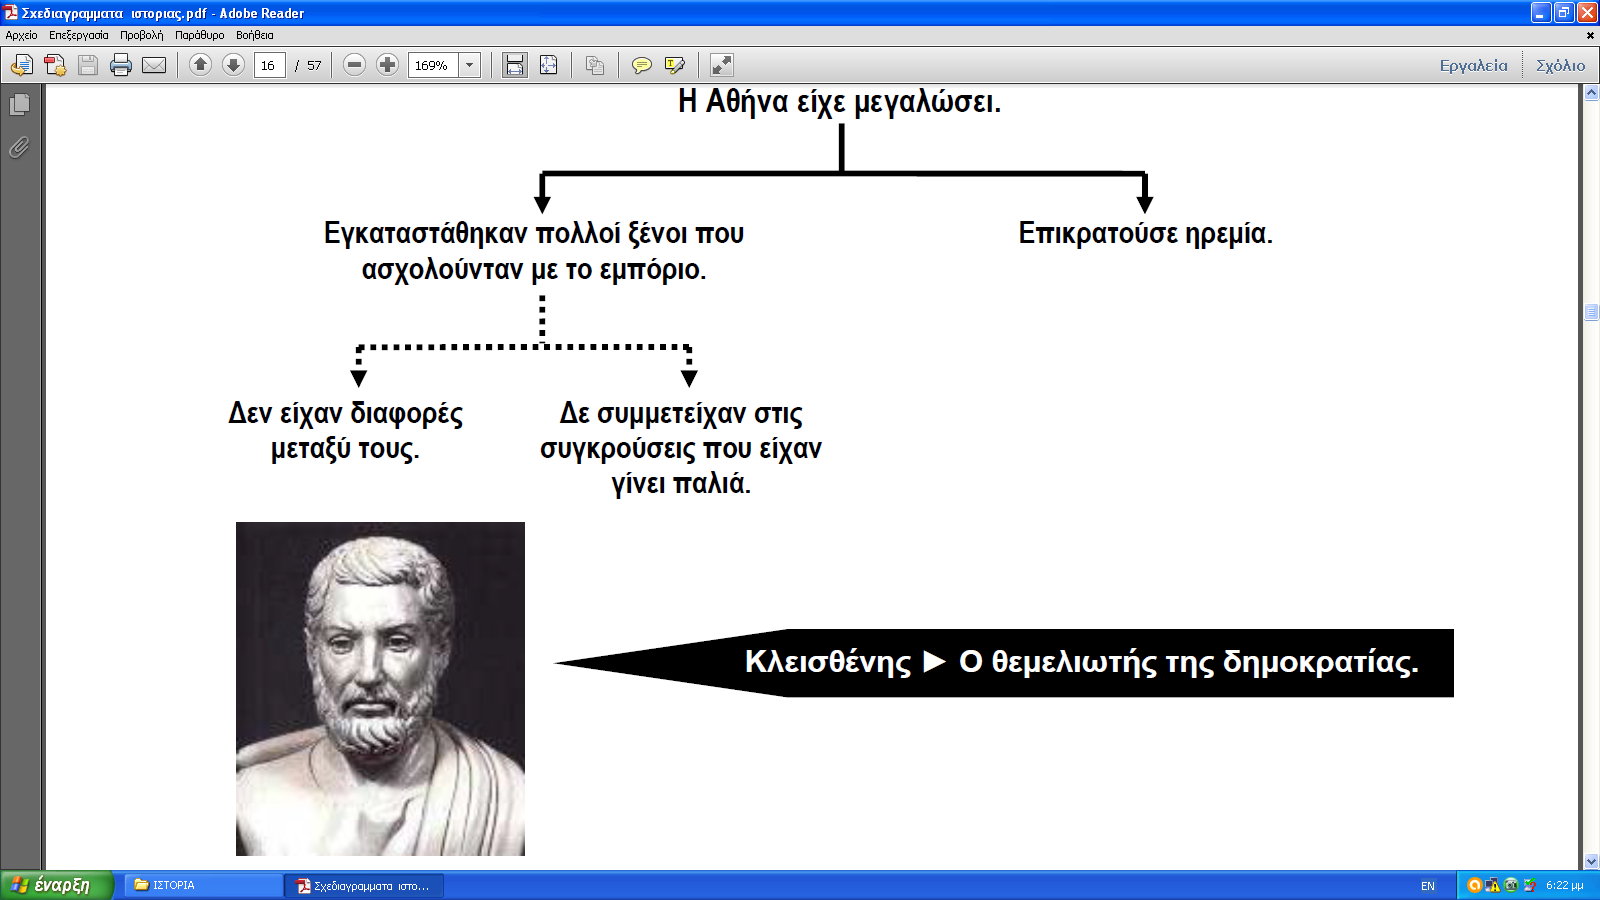 Σχεδιαγραμματα ιστοριας.pdf - Adobe Reader
Αρχείο Επεξεργασία Προβολή Παράθυρο Βοήθεια
16 / 57 169% Εργαλεία Σχόλιο
Η Αθήνα είχε μεγαλώσει.
Εγκαταστάθηκαν πολλοί ξένοι που
ασχολούνταν με το εμπόριο.
Επικρατούσε ηρεμία.
Δεν είχαν διαφορές
μεταξύ τους.
Δε συμμετείχαν στις
συγκρούσεις που είχαν
γίνει παλιά.
Κλεισθένης ► Ο θεμελιωτής της δημοκρατίας.
έναρξη ΙΣΤΟΡΙΑ Σχεδιαγραμματα ιστο... EN 6:22 μμ